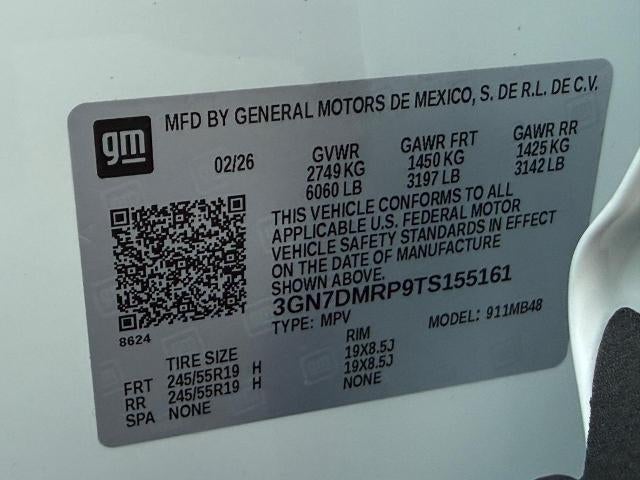 gm
MFD BY GENERAL MOTORS DE MEXICO, S. DE R.L. DE C.V.
02/26 GVWR GAWR FRT GAWR RR
2749 KG 1450 KG 1425 KG
6060 LB 3197 LB 3142 LB
THIS VEHICLE CONFORMS TO ALL
APPLICABLE U.S. FEDERAL MOTOR
VEHICLE SAFETY STANDARDS IN EFFECT
ON THE DATE OF MANUFACTURE
SHOWN ABOVE.
3GN7DMRP9TS155161
TYPE: MPV MODEL: 911MB48
8624
TIRE SIZE RIM
FRT 245/55R19 H 19X8.5J
RR 245/55R19 H 19X8.5J
SPA NONE NONE